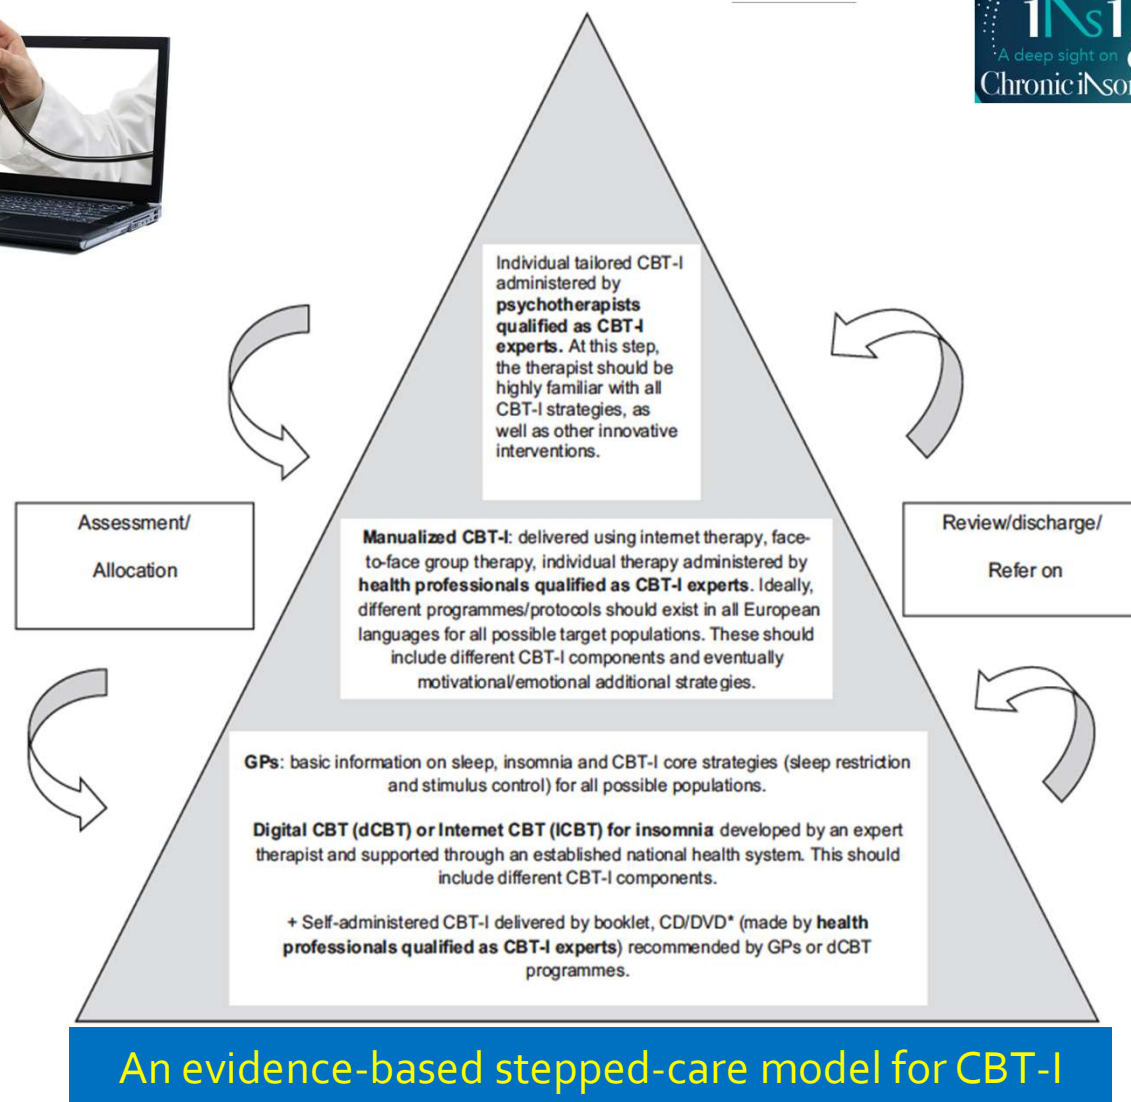 A deep sight on
Individual tailored CBT-I
administered by
psychotherapists
qualified as CBT-I
experts. At this step,
the therapist should be
highly familiar with all
CBT-I strategies, as
well as other innovative
interventions.
Assessment/
Allocation
Manualized CBT-I: delivered using internet therapy, face-
to-face group therapy, individual therapy administered by
health professionals qualified as CBT-I experts. Ideally,
different programmes/protocols should exist in all European
languages for all possible target populations. These should
include different CBT-I components and eventually
motivational/emotional additional strategies.
Review/discharge/
Refer on
GPs: basic information on sleep, insomnia and CBT-I core strategies (sleep restriction
and stimulus control) for all possible populations.
Digital CBT (dCBT) or Internet CBT (ICBT) for insomnia developed by an expert
therapist and supported through an established national health system. This should
include different CBT-I components.
+ Self-administered CBT-I delivered by booklet, CD/DVD* (made by health
professionals qualified as CBT-I experts) recommended by GPs or dCBT
programmes.
An evidence-based stepped-care model for CBT-I